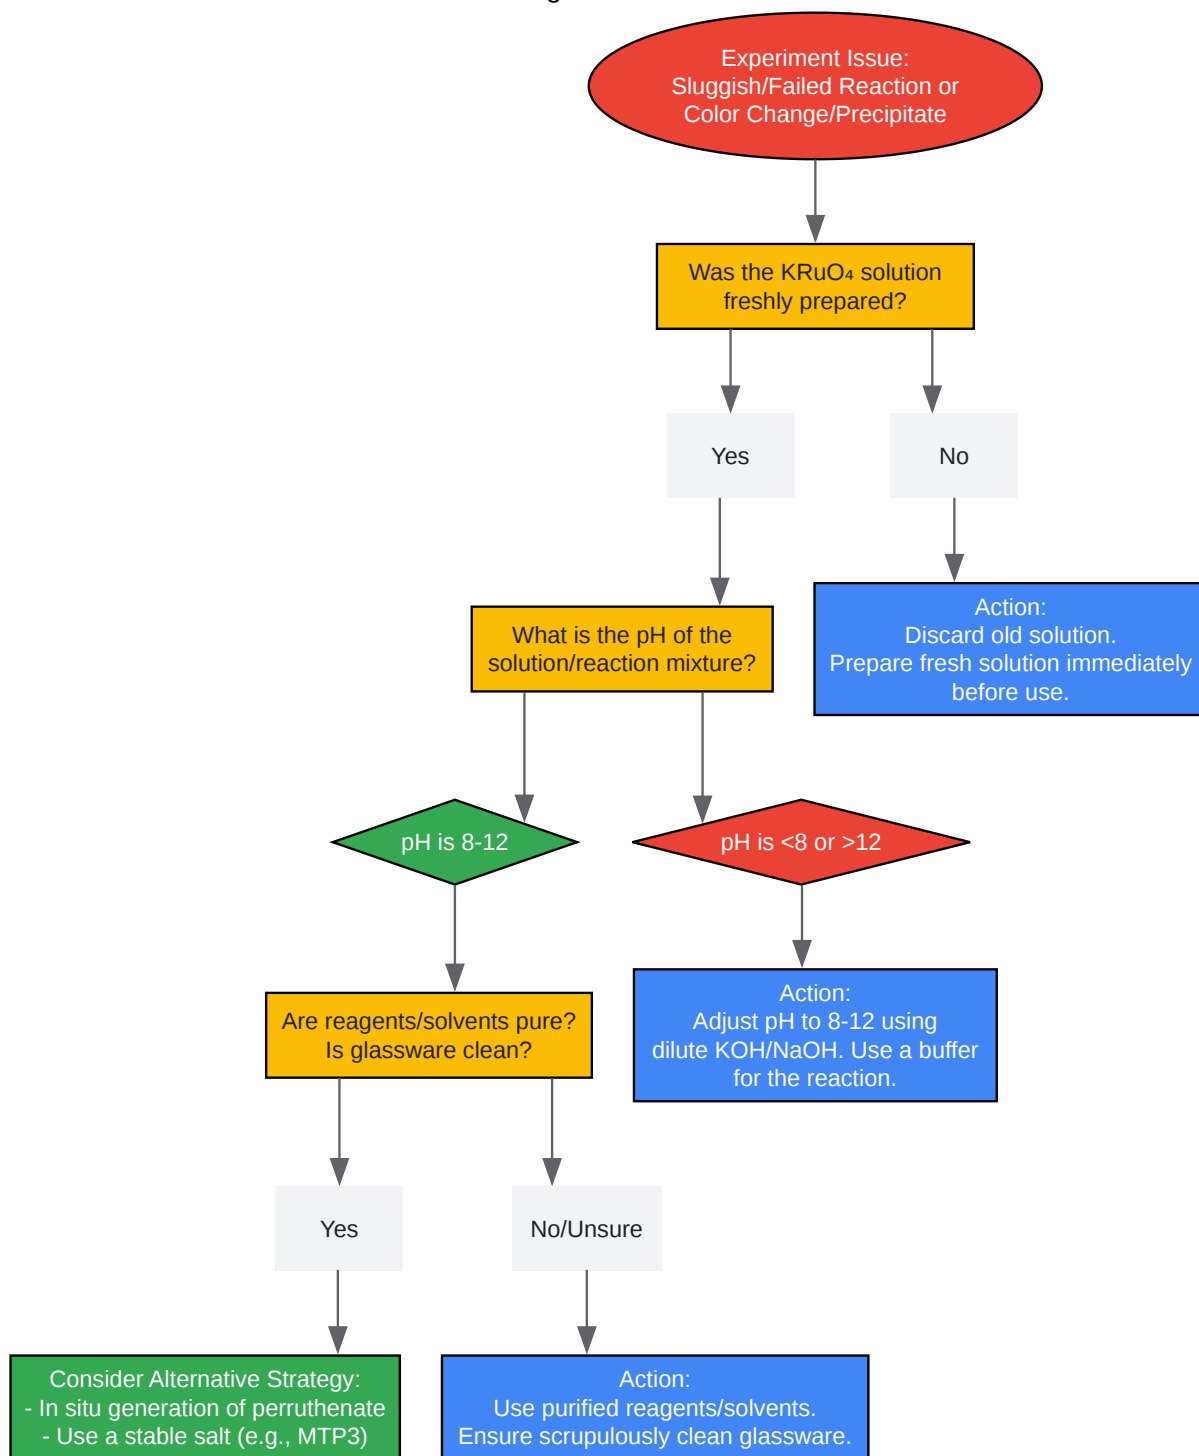 Experiment Issue:
Sluggish/Failed Reaction or
Color Change/Precipitate
Was the KRuO₄ solution
freshly prepared?
Yes
No
What is the pH of the
solution/reaction mixture?
Action:
Discard old solution.
Prepare fresh solution immediately
before use.
pH is 8-12
pH is <8 or >12
Are reagents/solvents pure?
Is glassware clean?
Action:
Adjust pH to 8-12 using
dilute KOH/NaOH. Use a buffer
for the reaction.
Yes
No/Unsure
Consider Alternative Strategy:
- In situ generation of perruthenate
- Use a stable salt (e.g., MTP3)
Action:
Use purified reagents/solvents.
Ensure scrupulously clean glassware.